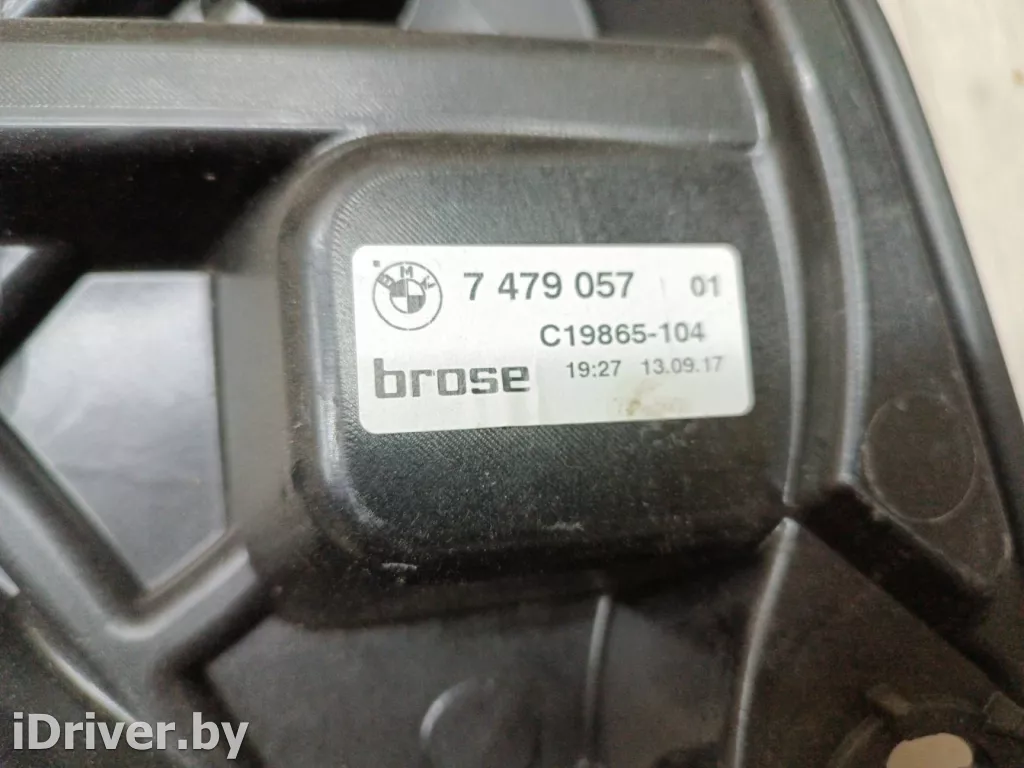 BMW
7 479 057 01
C19865-104
brose 19:27 13.09.17
iDriver.by